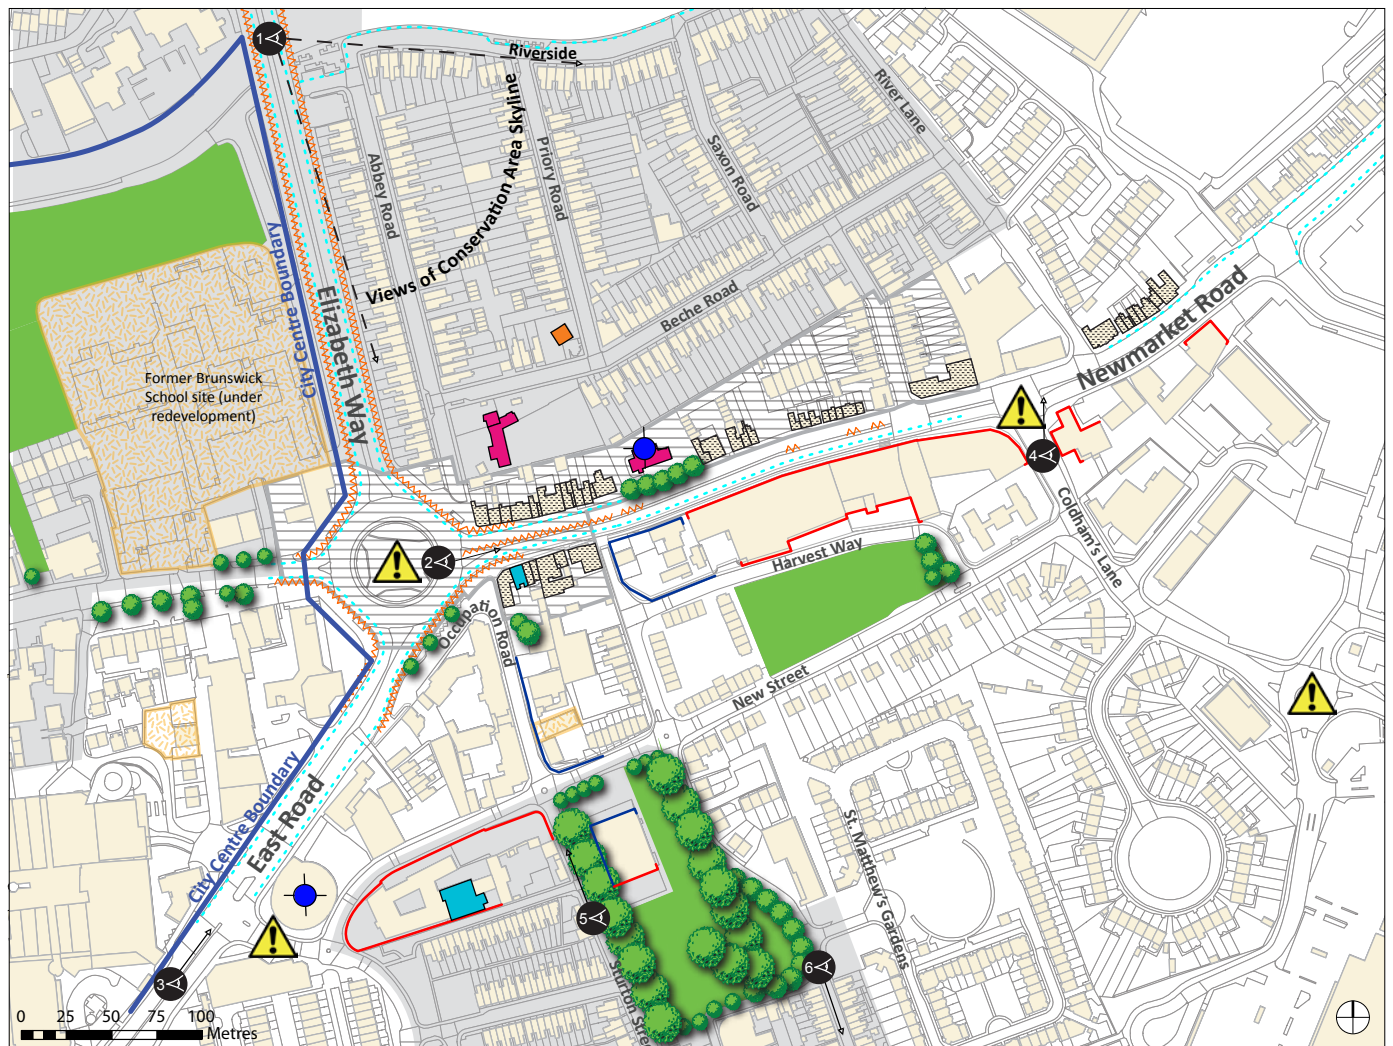 1
Riverside
River Lane
Views of Conservation Area Skyline
Abbey Road
Priory Road
Saxon Road
City Centre Boundary
Elizabeth Way
Beche Road
Newmarket Road
Former Brunswick
School site (under
redevelopment)
4
2
Harvest Way
Coldham's Lane
Occupation Road
New Street
City Centre Boundary
East Road
St. Matthew's Gardens
5
6
3
Sturton Stree
0 25 50 75 100
Metres